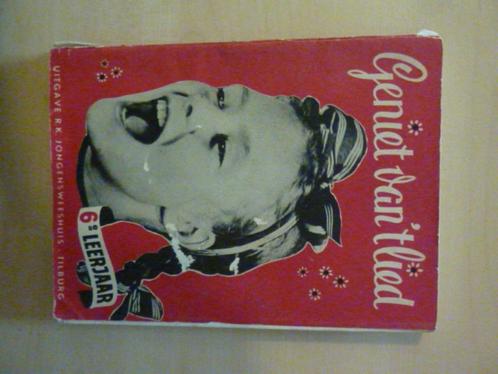 Geniet van 't lied
6e LEERJAAR
UITGAVE R.K. JONGENSWEESHUIS . TILBURG